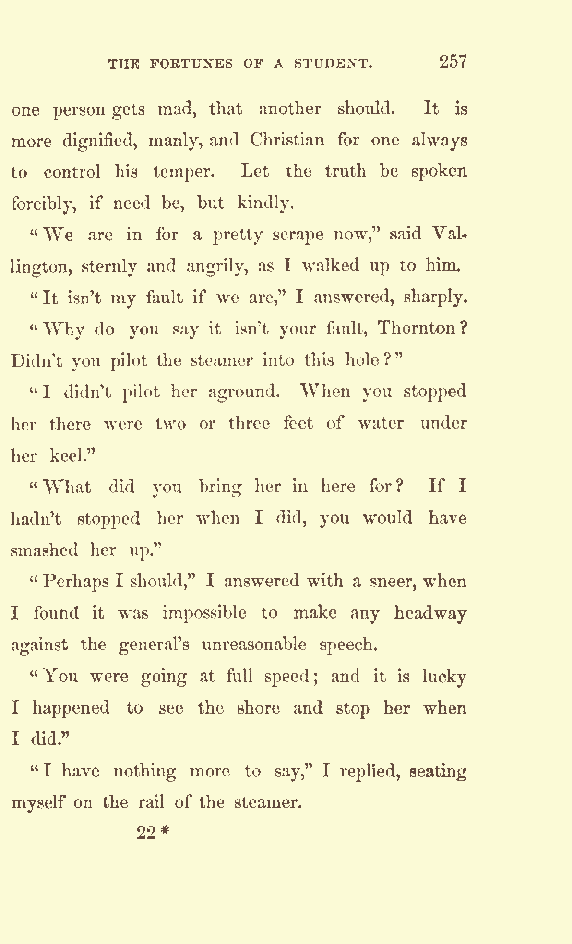 THE FORTUNES OF A STUDENT. 257
one person gets mad, that another should. It is
more dignified, manly, and Christian for one always
to control his temper. Let the truth be spoken
forcibly, if need be, but kindly.
“We are in for a pretty scrape now,” said Val-
lington, sternly and angrily, as I walked up to him.
“It isn’t my fault if we are,” I answered, sharply.
“Why do you say it isn’t your fault, Thornton?
Didn’t you pilot the steamer into this hole?”
“I didn’t pilot her aground. When you stopped
her there were two or three feet of water under
her keel.”
“What did you bring her in here for? If I
hadn’t stopped her when I did, you would have
smashed her up.”
“Perhaps I should,” I answered with a sneer, when
I found it was impossible to make any headway
against the general’s unreasonable speech.
“You were going at full speed; and it is lucky
I happened to see the shore and stop her when
I did.”
“I have nothing more to say,” I replied, seating
myself on the rail of the steamer.
22*